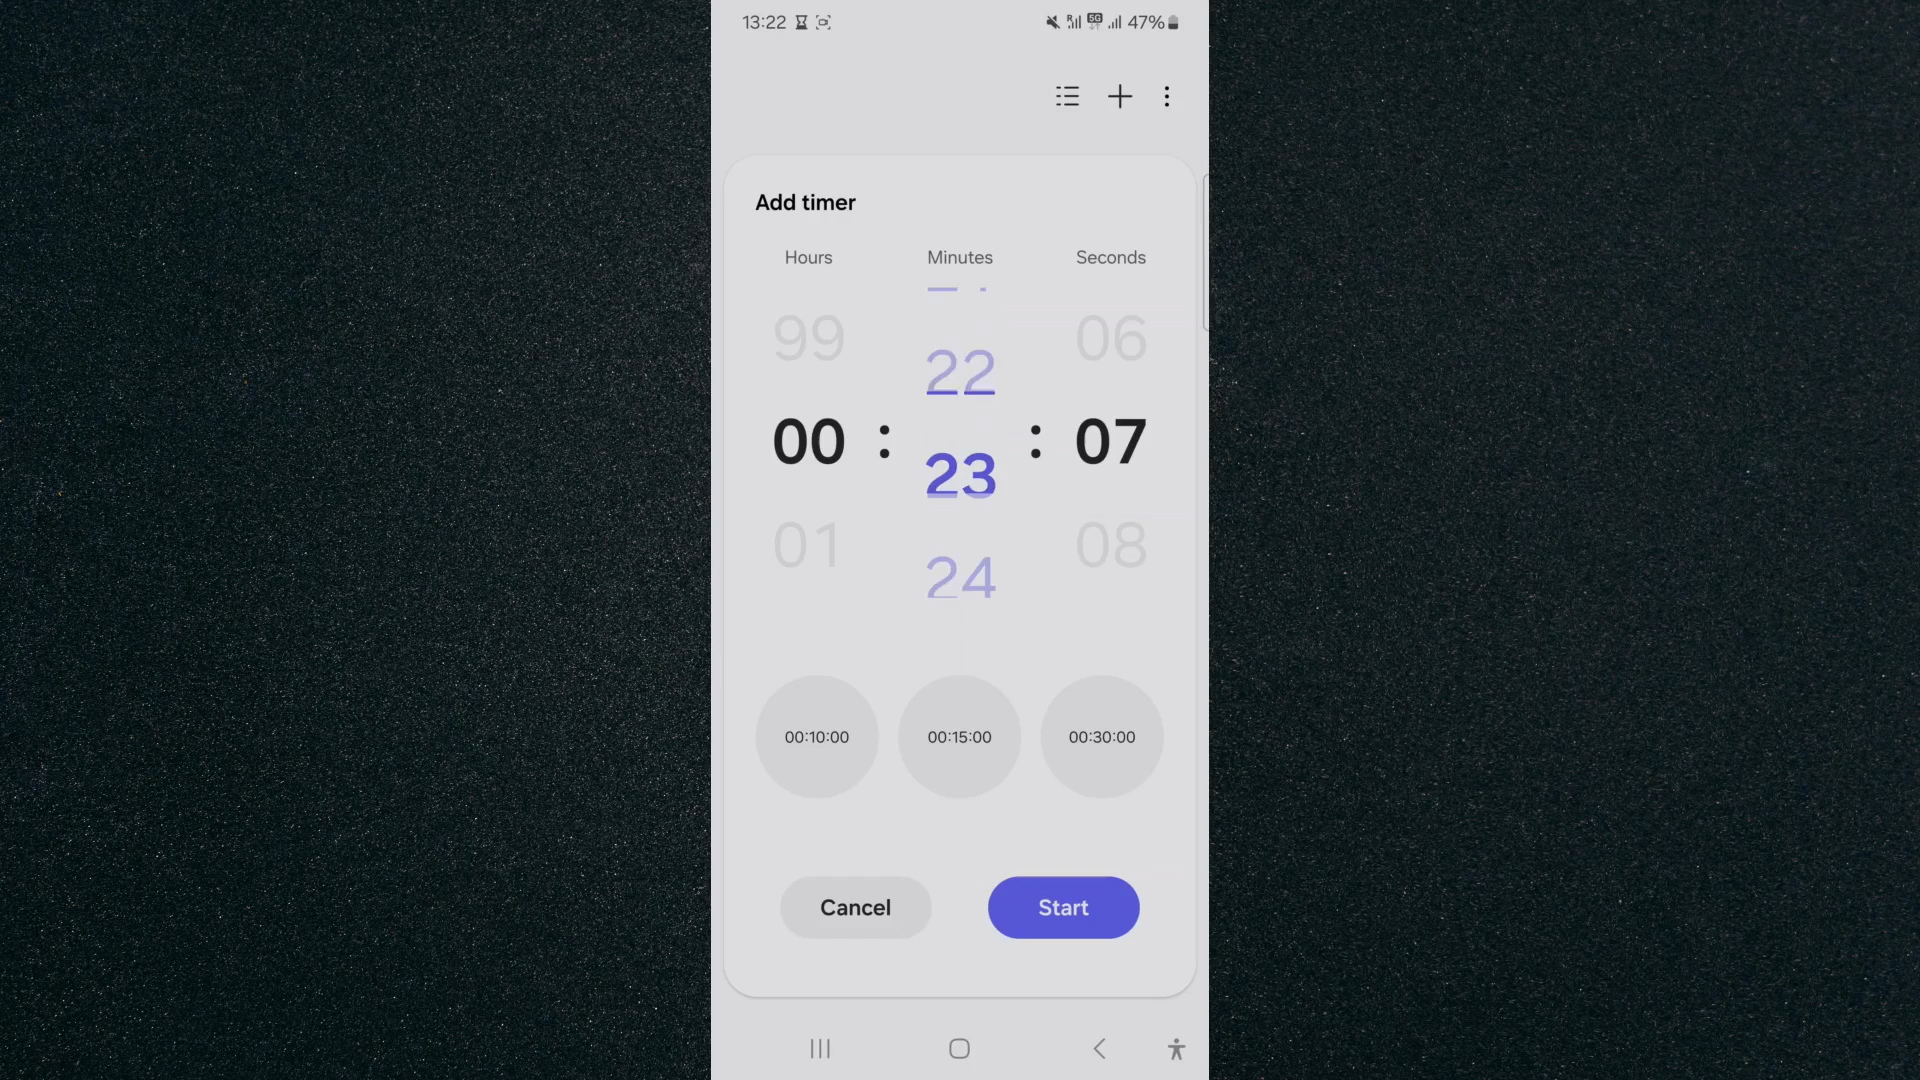 13:22 5G 47%
Add timer
Hours Minutes Seconds
99 22 06
00 : 23 : 07
01 24 08
00:10:00 00:15:00 00:30:00
Cancel Start